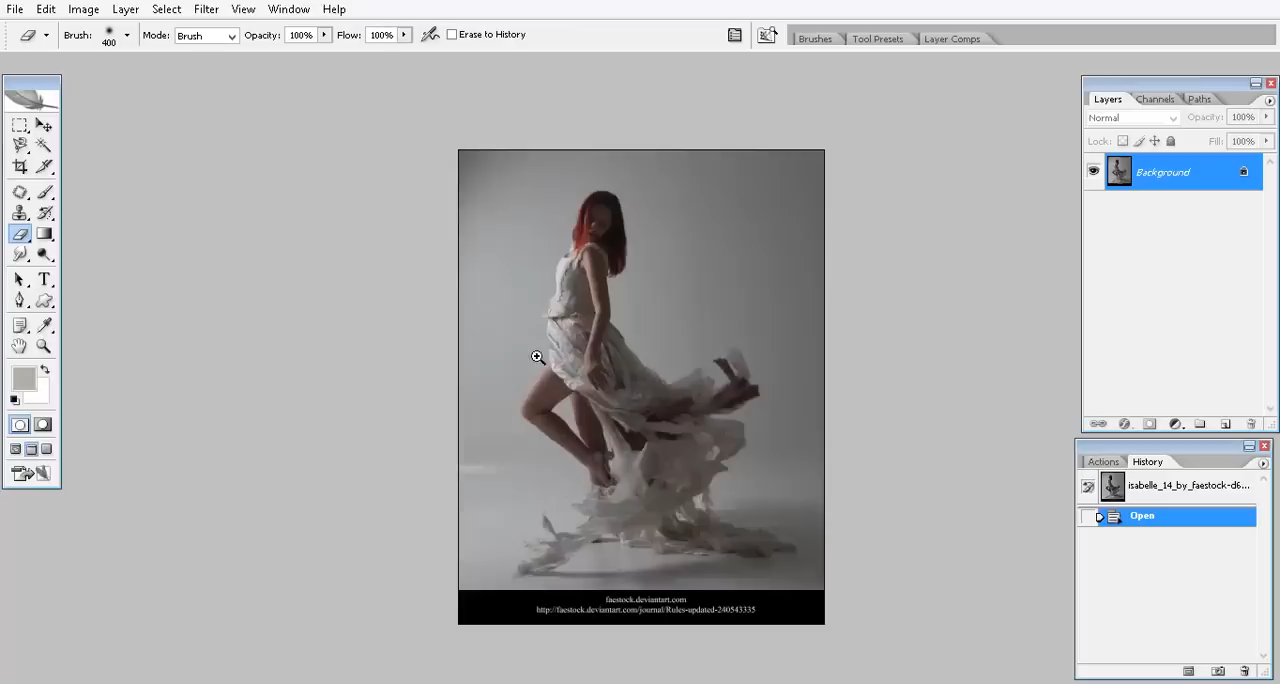 File Edit Image Layer Select Filter View Window Help
Brush: 400 Mode: Brush Opacity: 100% Flow: 100% Erase to History Brushes Tool Presets Layer Comps
Layers Channels Paths
Normal Opacity: 100%
Lock: Fill: 100%
Background
Actions History
isabelle_14_by_faestock-d6...
Open
T
faestock.deviantart.com
http://faestock.deviantart.com/journal/Rules-updated-240543335